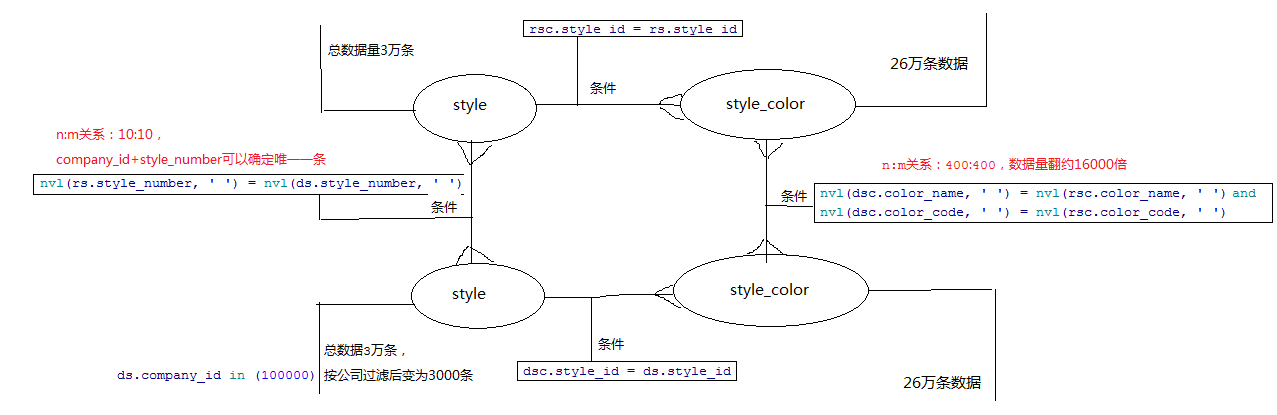 rsc.style_id = rs.style_id
总数据量3万条
26万条数据
条件
style
style_color
n:m关系：10:10，
company_id+style_number可以确定唯一一条
nvl(rs.style_number, ' ') = nvl(ds.style_number, ' ')
条件
n:m关系：400:400，数据量翻约16000倍
条件
nvl(dsc.color_name, ' ') = nvl(rsc.color_name, ' ') and
nvl(dsc.color_code, ' ') = nvl(rsc.color_code, ' ')
style
style_color
条件
总数据3万条，
ds.company_id in (100000)
按公司过滤后变为3000条
dsc.style_id = ds.style_id
26万条数据